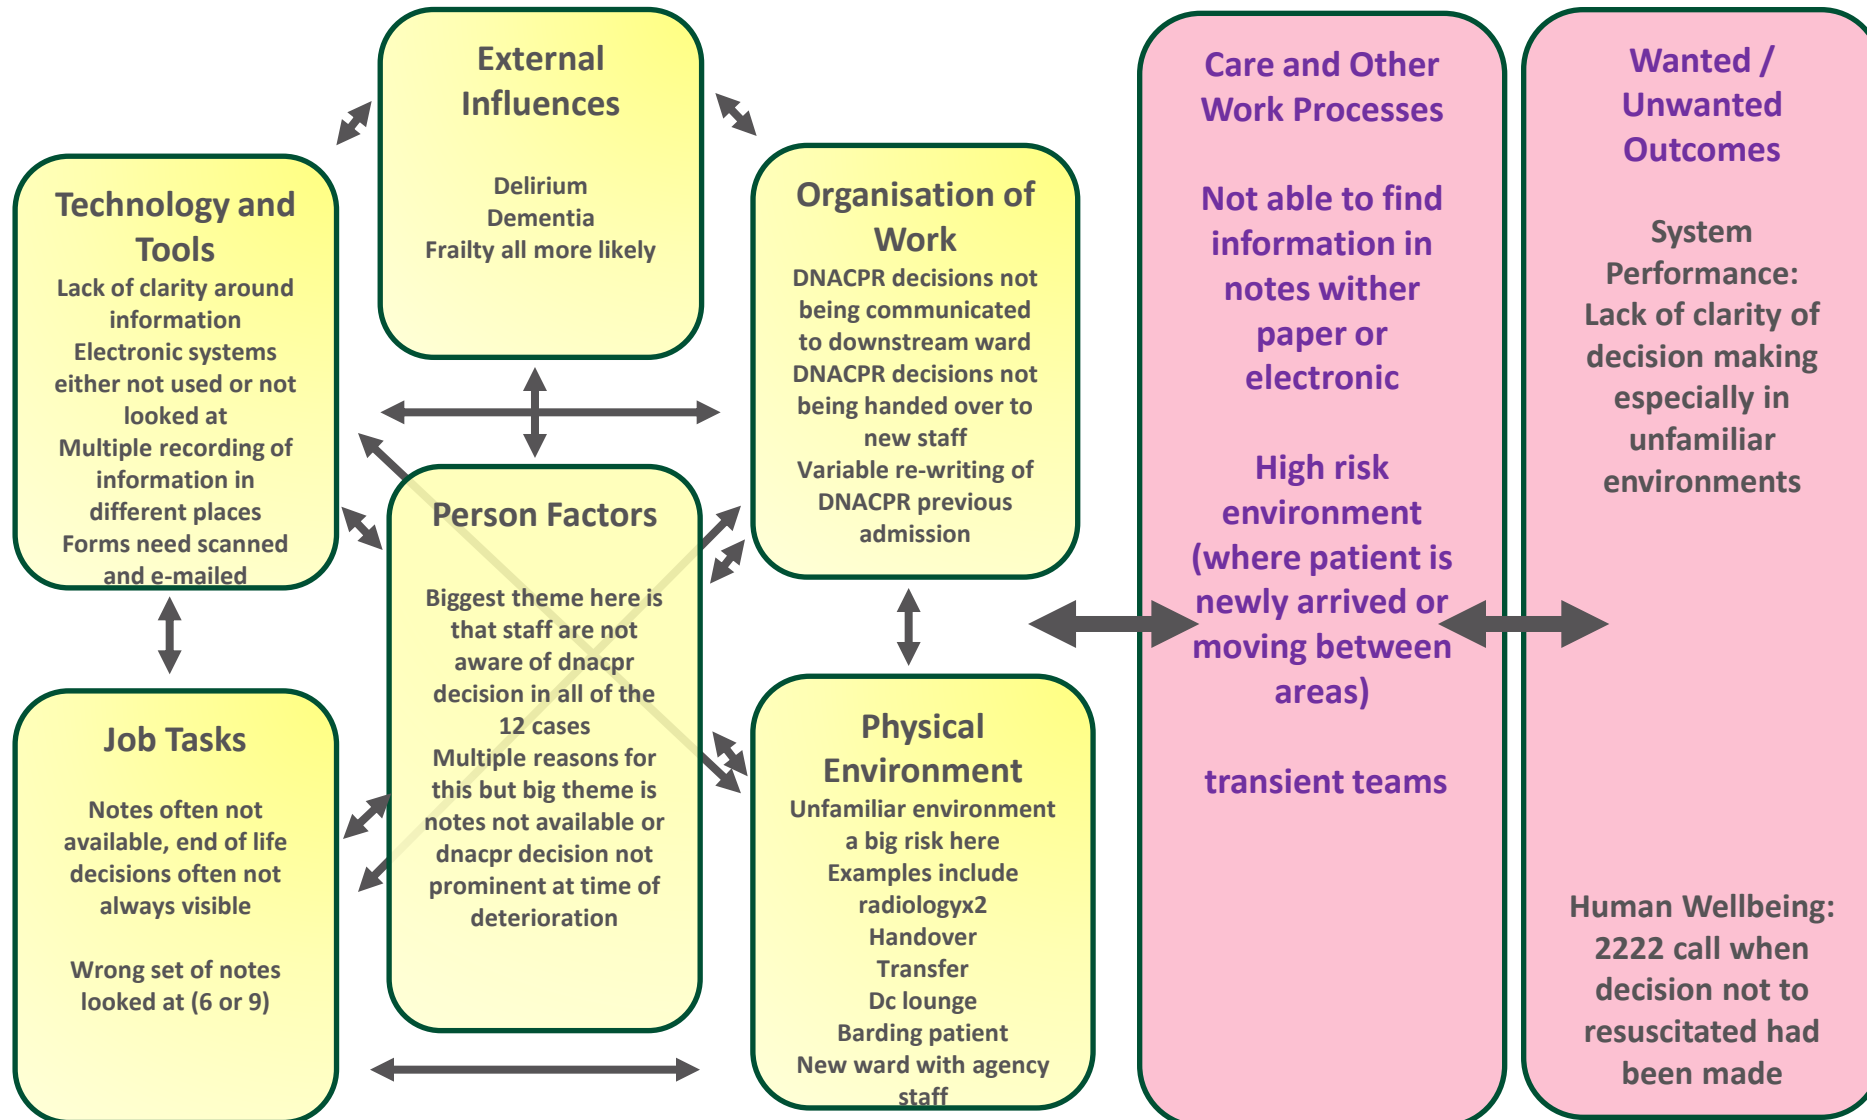 External
Influences
Delirium
Dementia
Frailty all more likely
Technology and
Tools
Lack of clarity around
information
Electronic systems
either not used or not
looked at
Multiple recording of
information in
different places
Forms need scanned
and e-mailed
Organisation of
Work
DNACPR decisions not
being communicated
to downstream ward
DNACPR decisions not
being handed over to
new staff
Variable re-writing of
DNACPR previous
admission
Person Factors
Biggest theme here is
that staff are not
aware of dnacpr
decision in all of the
12 cases
Multiple reasons for
this but big theme is
notes not available or
dnacpr decision not
prominent at time of
deterioration
Job Tasks
Notes often not
available, end of life
decisions often not
always visible
Wrong set of notes
looked at (6 or 9)
Physical
Environment
Unfamiliar environment
a big risk here
Examples include
radiologyx2
Handover
Transfer
Dc lounge
Barding patient
New ward with agency
staff
Care and Other
Work Processes
Not able to find
information in
notes wither
paper or
electronic
High risk
environment
(where patient is
newly arrived or
moving between
areas)
transient teams
Wanted /
Unwanted
Outcomes
System
Performance:
Lack of clarity of
decision making
especially in
unfamiliar
environments
Human Wellbeing:
2222 call when
decision not to
resuscitated had
been made